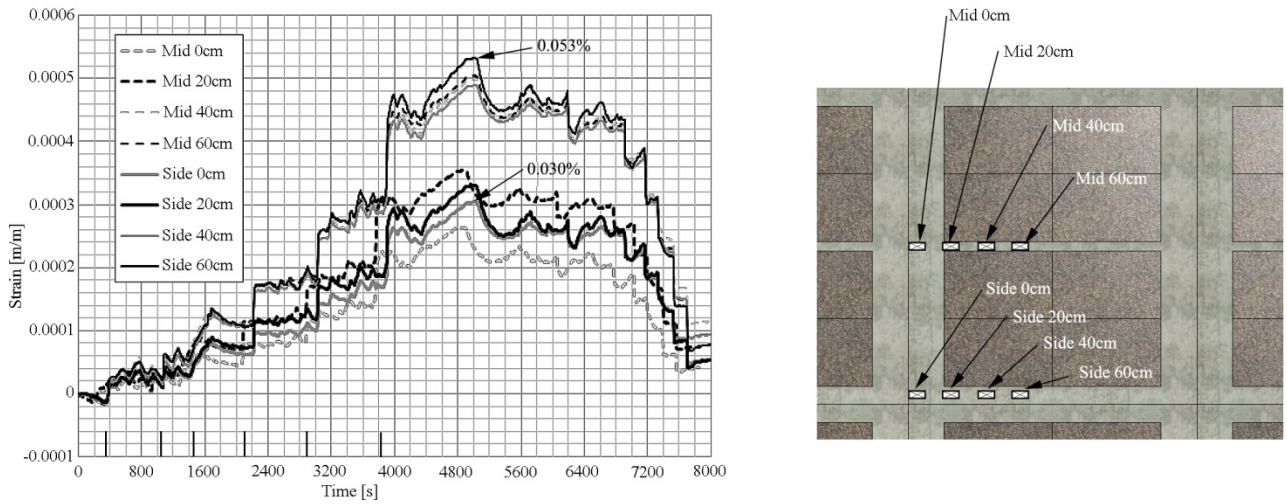 0.0006
0.0005
0.0004
0.0003
0.0002
0.0001
0
-0.0001
Strain [m/m]
Mid 0cm
Mid 20cm
Mid 40cm
Mid 60cm
Side 0cm
Side 20cm
Side 40cm
Side 60cm
0.053%
0.030%
0 800 1600 2400 3200 4000 4800 5600 6400 7200 8000
Time [s]
Mid 0cm
Mid 20cm
Mid 40cm
Mid 60cm
Side 0cm
Side 20cm
Side 40cm
Side 60cm